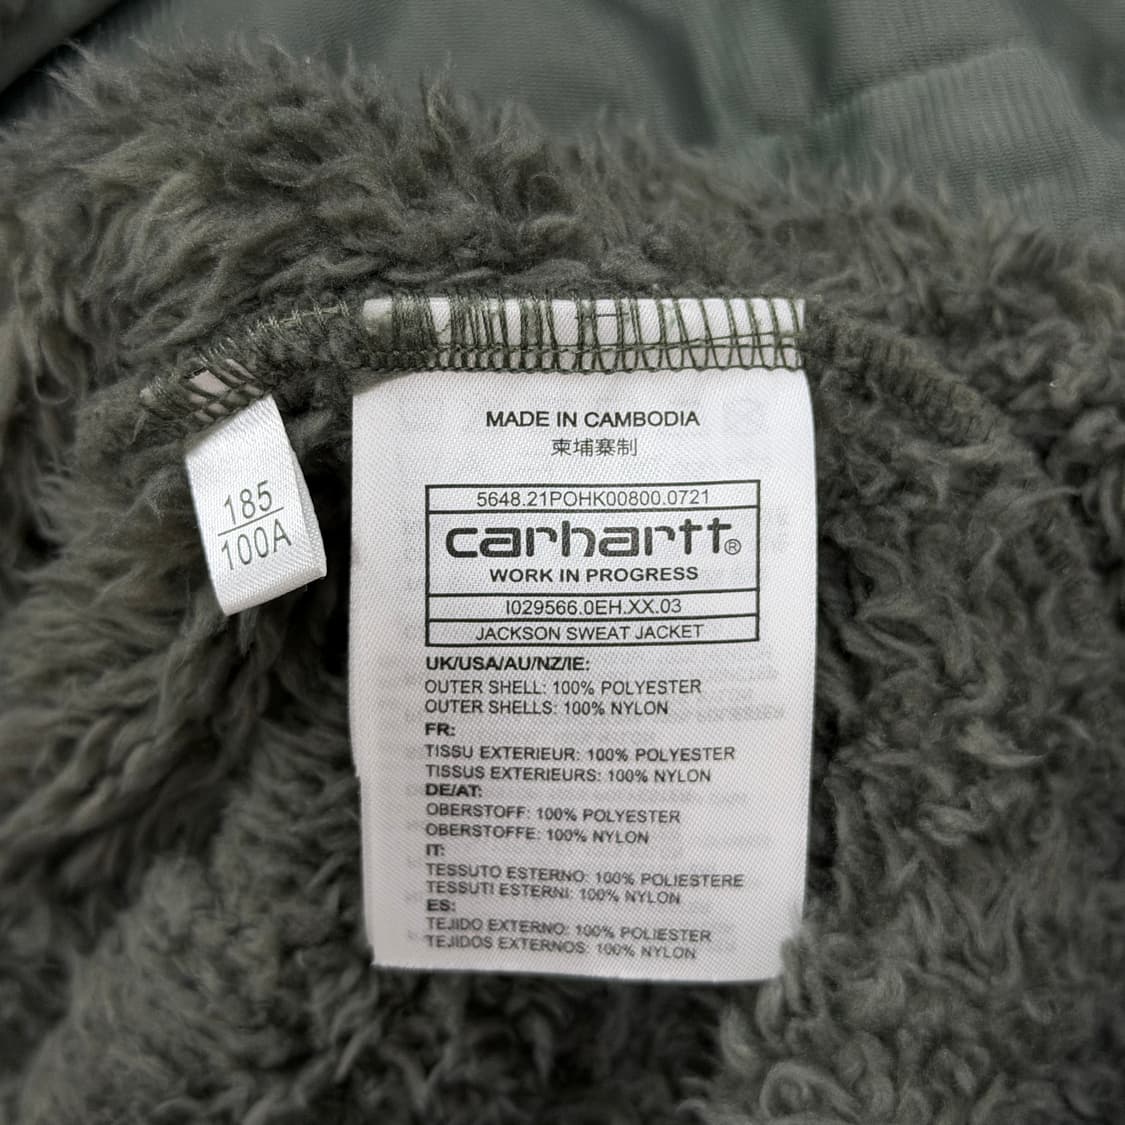 185
100A
MADE IN CAMBODIA
柬埔寨制
5648.21POHK00800.0721
carhartt®
WORK IN PROGRESS
I029566.0EH.XX.03
JACKSON SWEAT JACKET
UK/USA/AU/NZ/IE:
OUTER SHELL: 100% POLYESTER
OUTER SHELLS: 100% NYLON
FR:
TISSU EXTERIEUR: 100% POLYESTER
TISSUS EXTERIEURS: 100% NYLON
DE/AT:
OBERSTOFF: 100% POLYESTER
OBERSTOFFE: 100% NYLON
IT:
TESSUTO ESTERNO: 100% POLIESTERE
TESSUTI ESTERNI: 100% NYLON
ES:
TEJIDO EXTERNO: 100% POLIESTER
TEJIDOS EXTERNOS: 100% NYLON